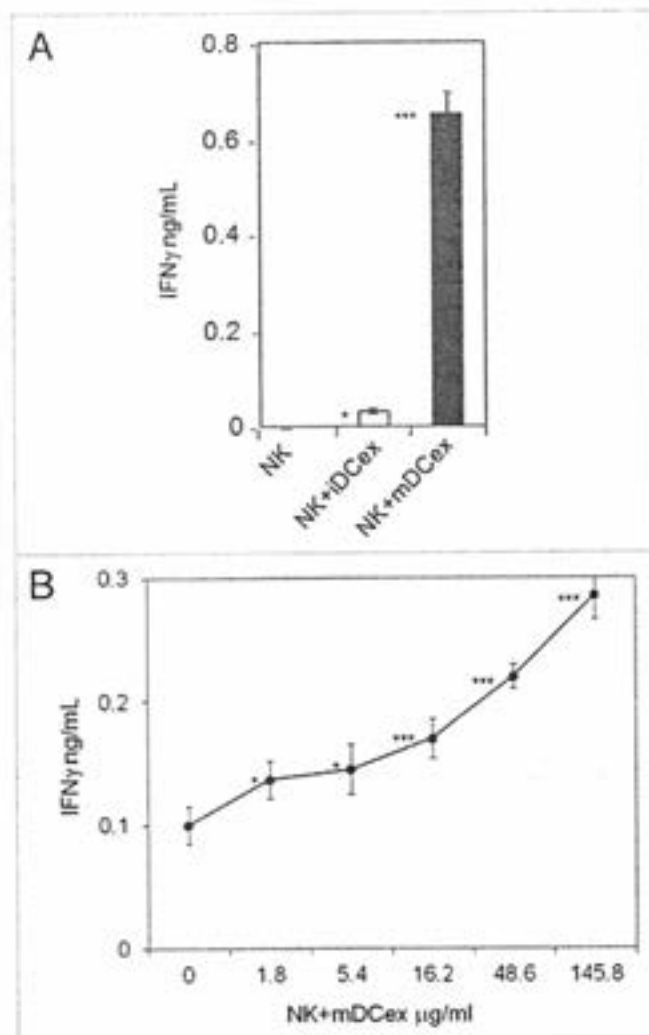 A
0.8
0.6
0.4
0.2
0
IFNγ ng/mL
***
*
NK
NK+iDCex
NK+mDCex
B
0.3
0.2
0.1
0
IFNγ ng/mL
*
*
***
***
***
0
1.8
5.4
16.2
48.6
145.8
NK+mDCex µg/ml